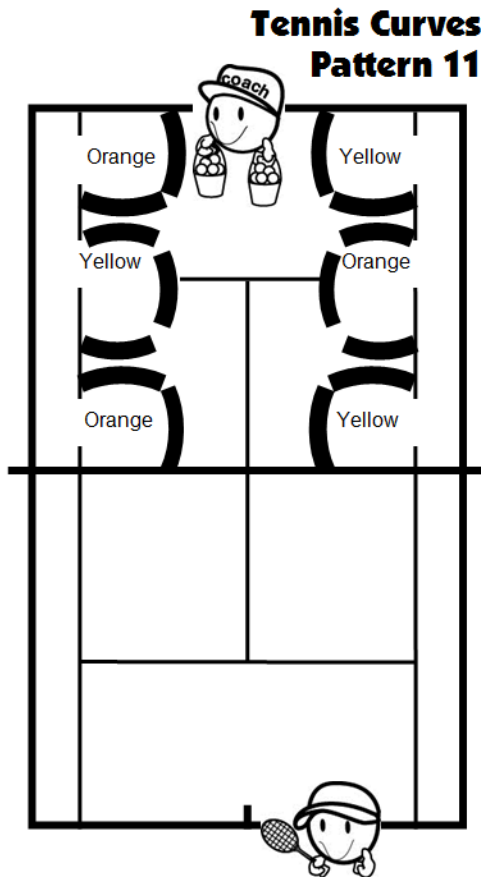 Tennis Curves
Pattern 11
coach
Orange
Yellow
Yellow
Orange
Orange
Yellow